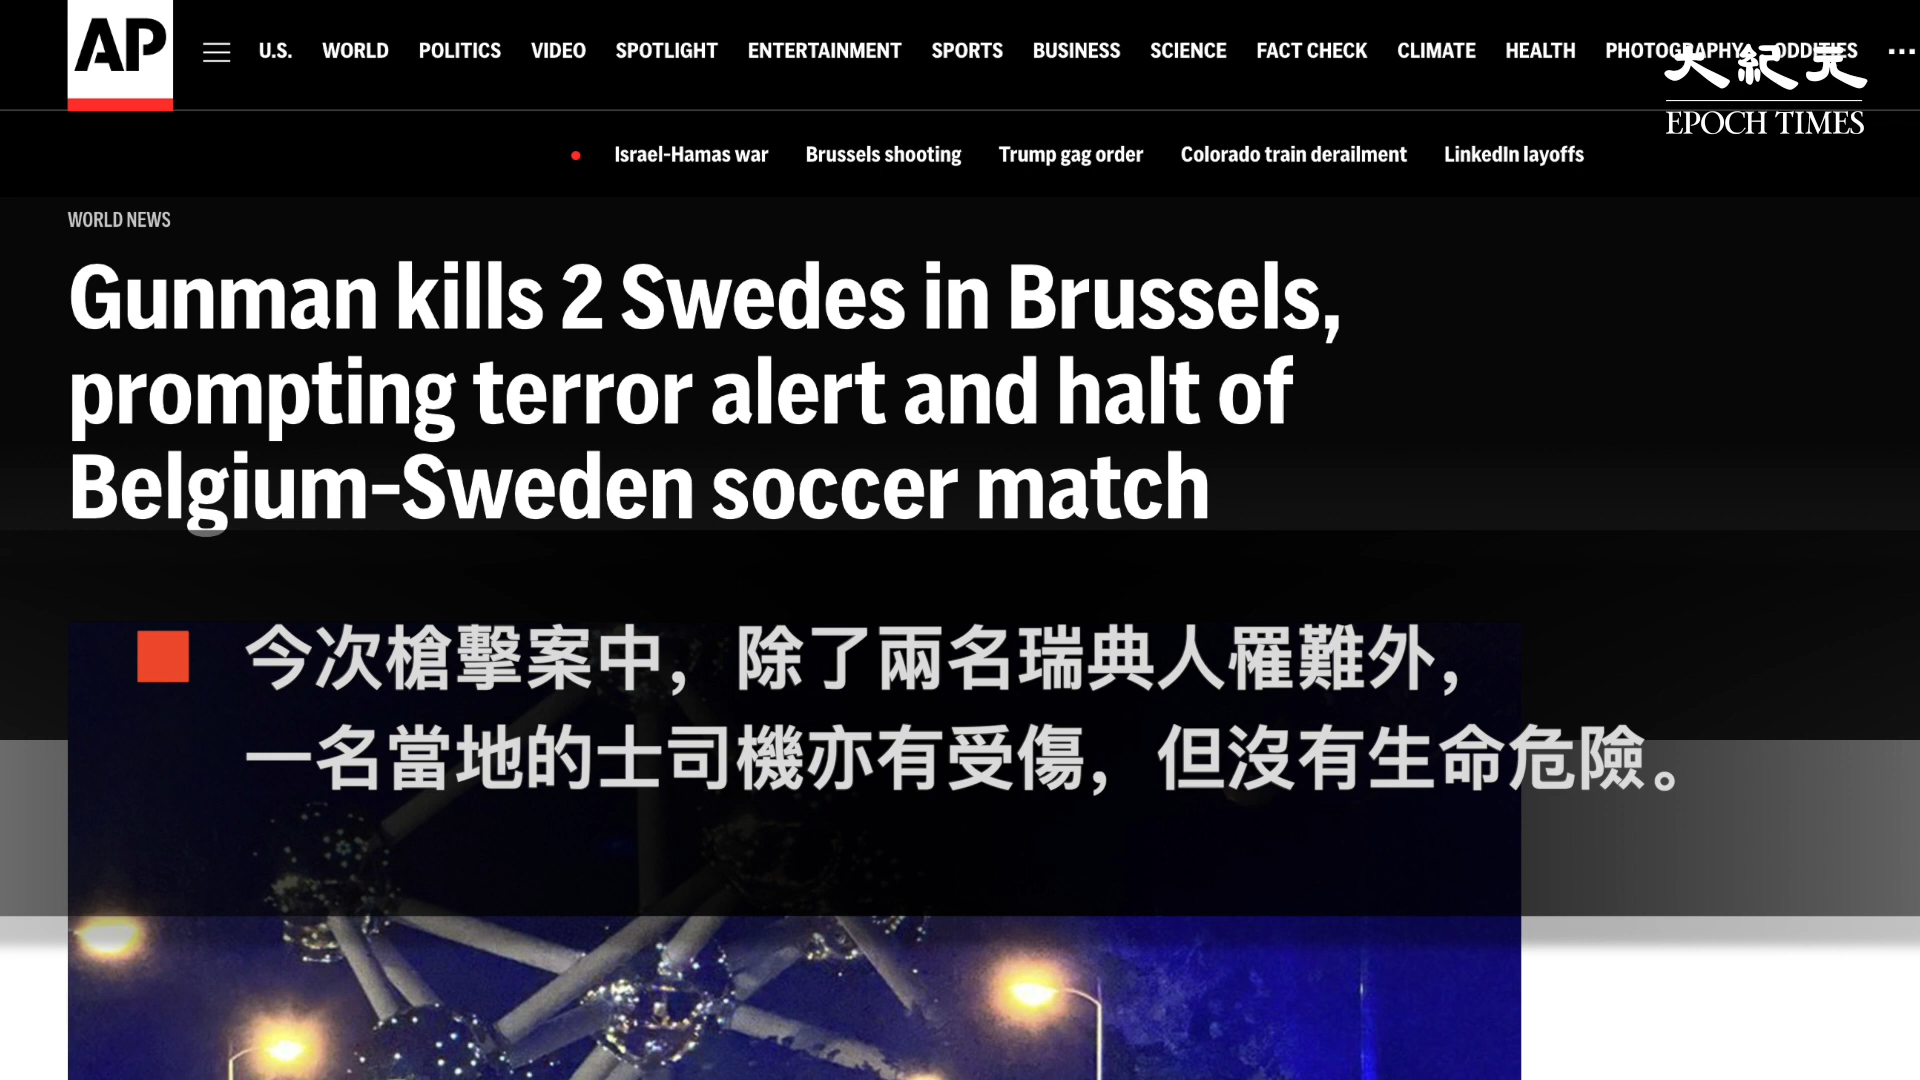 AP
U.S. WORLD POLITICS VIDEO SPOTLIGHT ENTERTAINMENT SPORTS BUSINESS SCIENCE FACT CHECK CLIMATE HEALTH PHOTOGRAPHY ODDITIES ...
大紀元
EPOCH TIMES
Israel-Hamas war Brussels shooting Trump gag order Colorado train derailment LinkedIn layoffs
WORLD NEWS
Gunman kills 2 Swedes in Brussels,
prompting terror alert and halt of
Belgium-Sweden soccer match
今次槍擊案中，除了兩名瑞典人罹難外，
一名當地的士司機亦有受傷，但沒有生命危險。